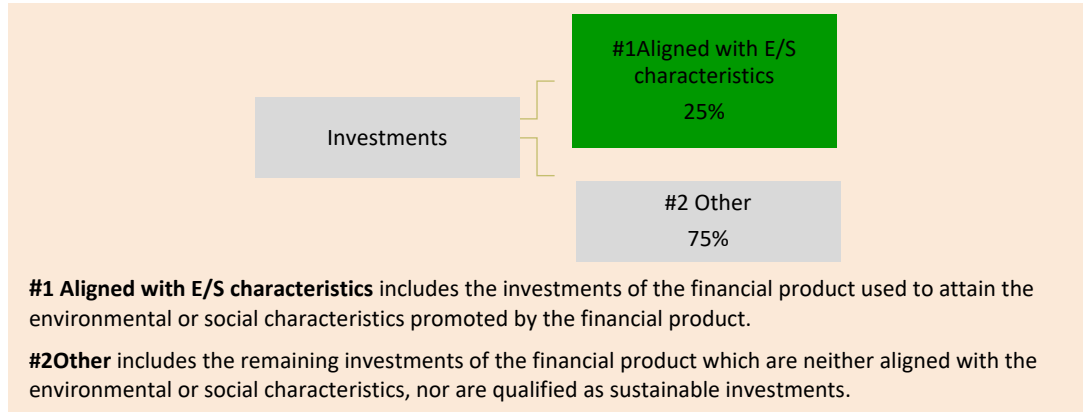 #1Aligned with E/S
characteristics
25%
Investments
#2 Other
75%
#1 Aligned with E/S characteristics includes the investments of the financial product used to attain the
environmental or social characteristics promoted by the financial product.
#2Other includes the remaining investments of the financial product which are neither aligned with the
environmental or social characteristics, nor are qualified as sustainable investments.